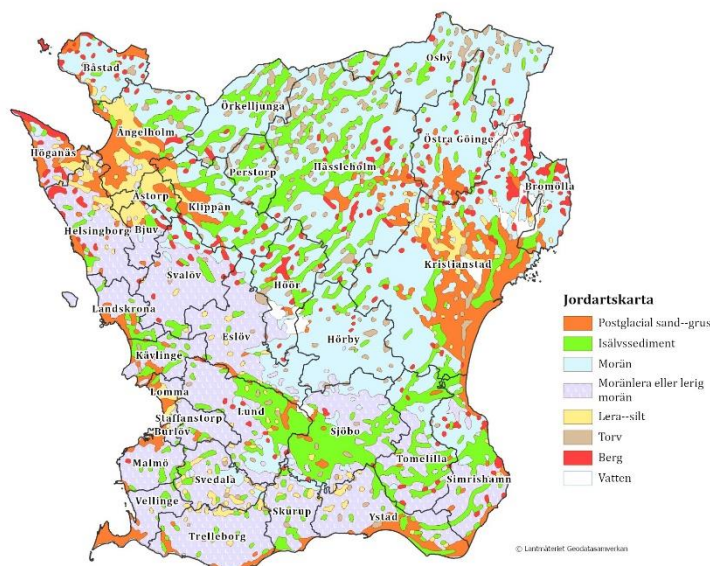 Osby
Båstad
Örkelljunga
Ängelholm
Östra Göinge
Höganäs
Hässleholm
Perstorp
Bromölla
Åstorp
Klippan
Helsingborg
Bjuv
Kristianstad
Svalöv
Höör
Landskrona
Eslöv
Hörby
Kävlinge
Lomma
Lund
Staffanstorp
Sjöbo
Burlöv
Tomelilla
Malmö
Svedala
Simrishamn
Vellinge
Skurup
Ystad
Trelleborg
Jordartskarta
Postglacial sand--grus
Isälvssediment
Morän
Moränlera eller lerig
morän
Lera--silt
Torv
Berg
Vatten
© Lantmäteriet Geodatasamverkan